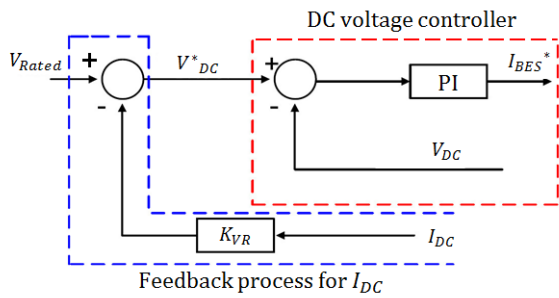 DC voltage controller
V_Rated + - V*_DC + - PI I_BES*
V_DC
K_VR I_DC
Feedback process for I_DC